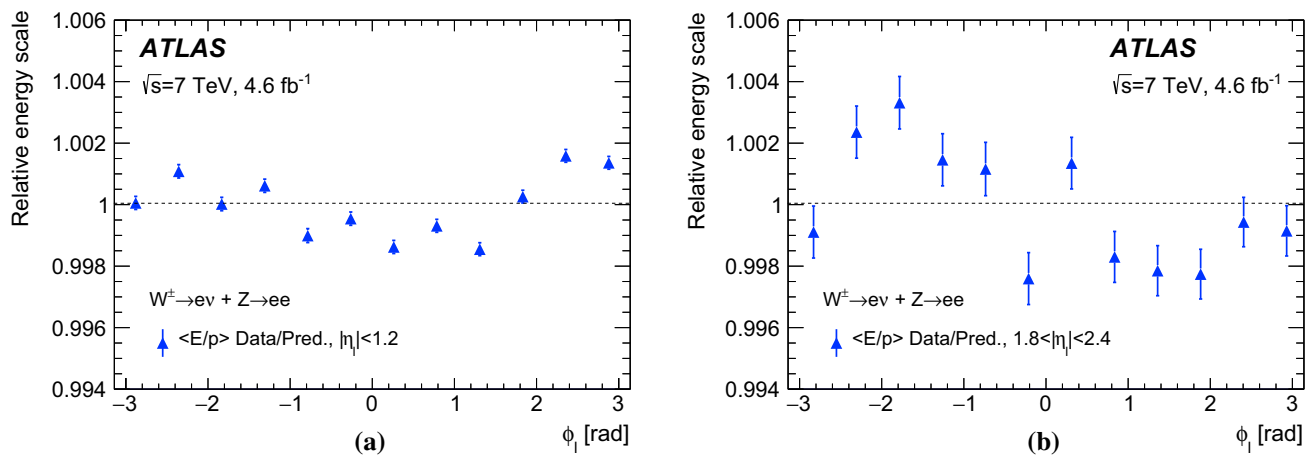 Relative energy scale
1.006
1.004
1.002
1
0.998
0.996
0.994
ATLAS
√s=7 TeV, 4.6 fb⁻¹
W±→eν + Z→ee
<E/p> Data/Pred., |ηl|<1.2
−3 −2 −1 0 1 2 3
ϕl [rad]
(a)
Relative energy scale
1.006
1.004
1.002
1
0.998
0.996
0.994
ATLAS
√s=7 TeV, 4.6 fb⁻¹
W±→eν + Z→ee
<E/p> Data/Pred., 1.8<|ηl|<2.4
−3 −2 −1 0 1 2 3
ϕl [rad]
(b)